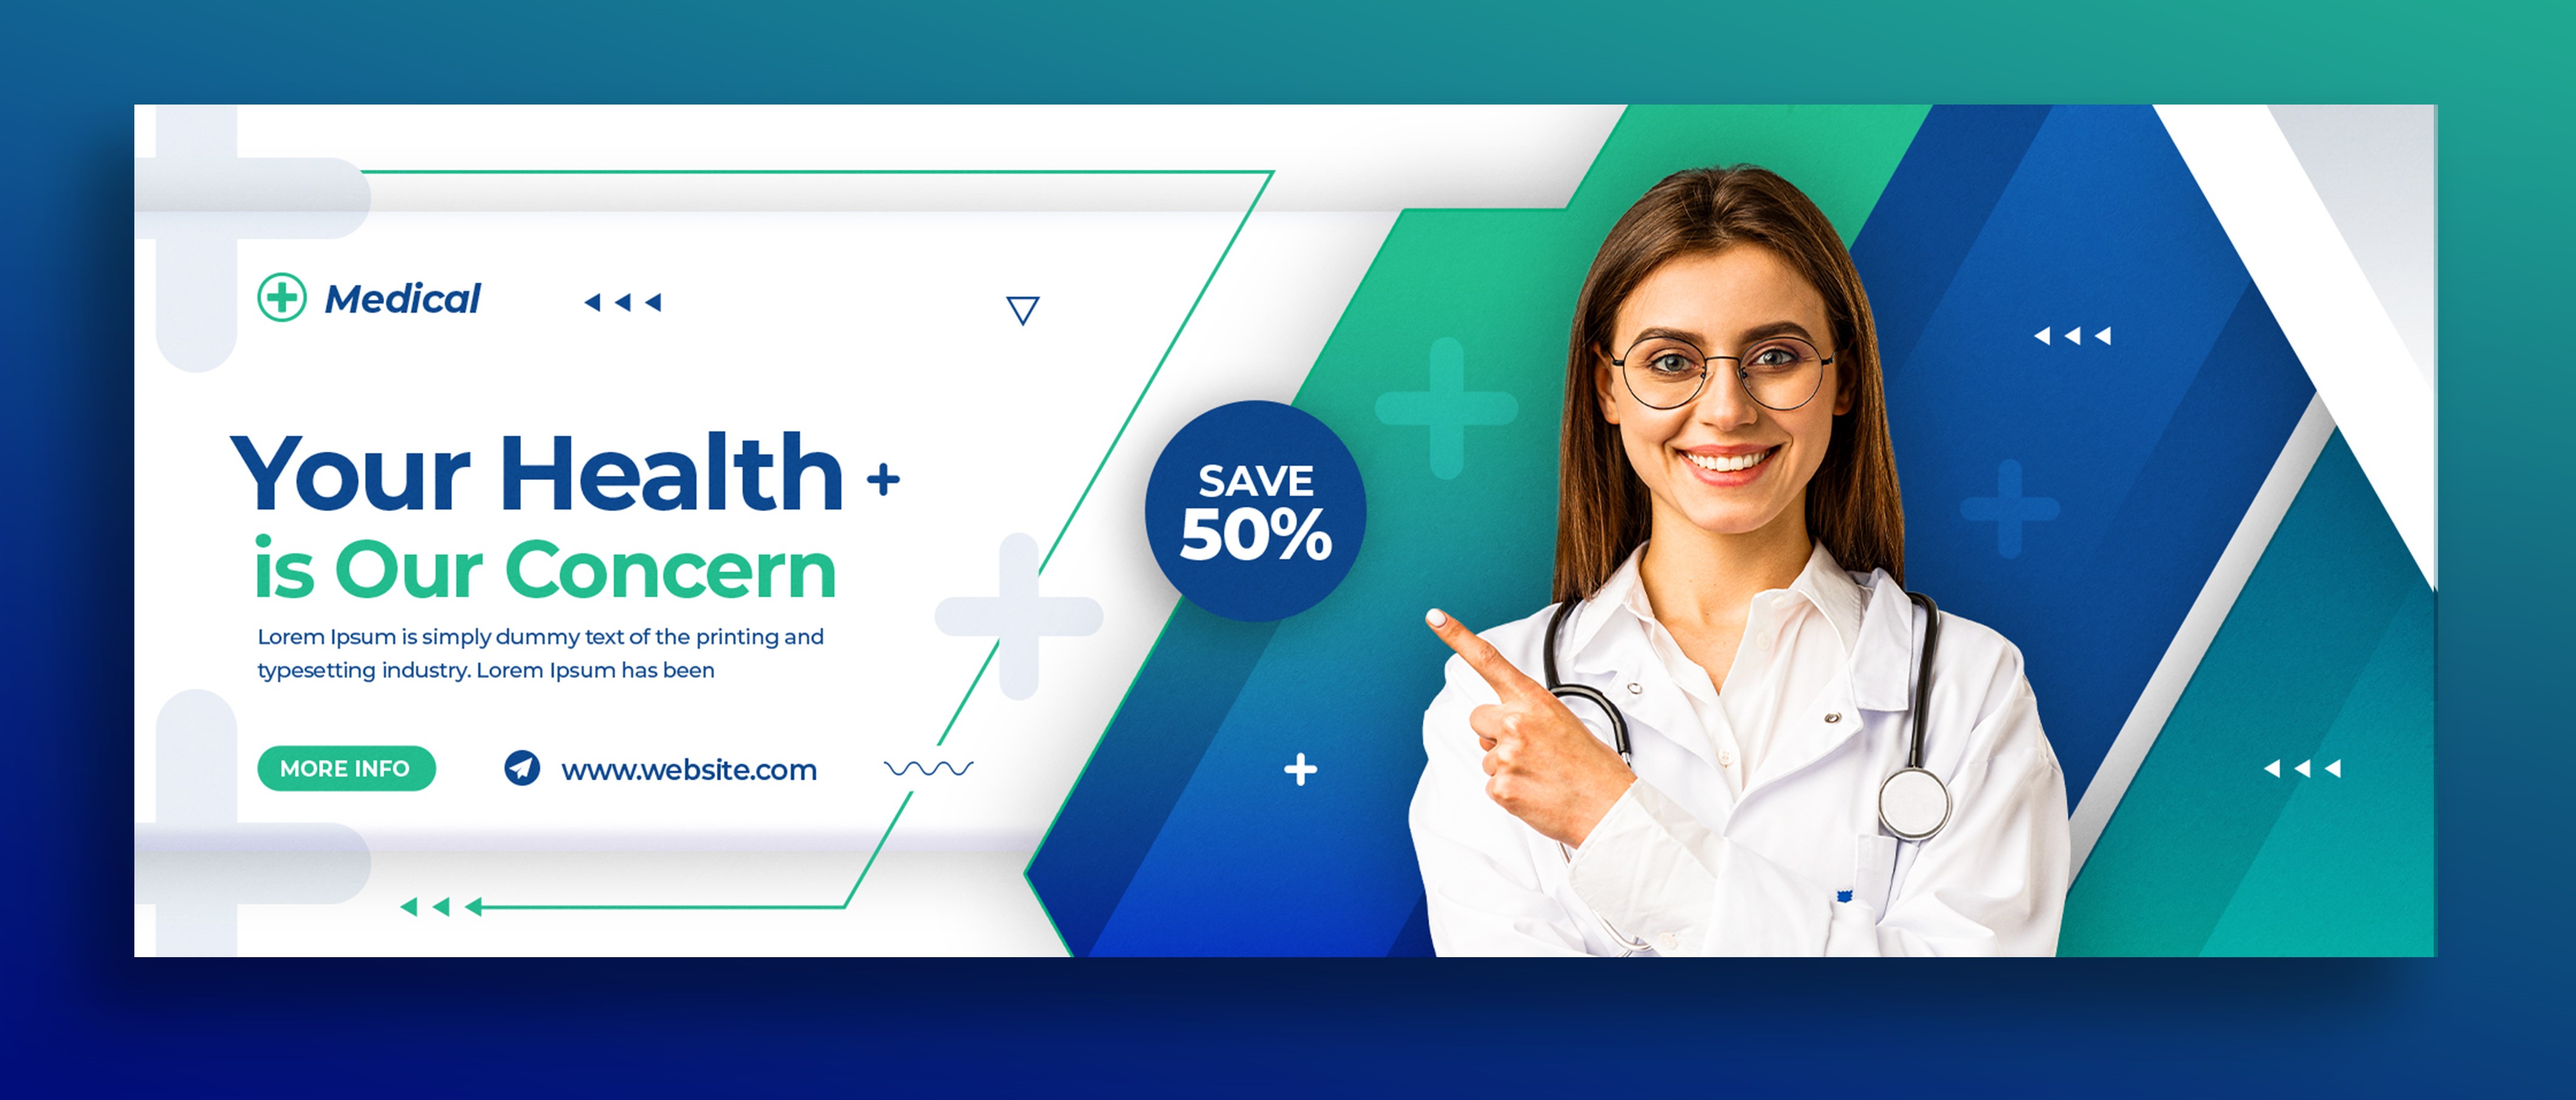 Medical
Your Health +
is Our Concern
Lorem Ipsum is simply dummy text of the printing and
typesetting industry. Lorem Ipsum has been
MORE INFO
www.website.com
SAVE
50%